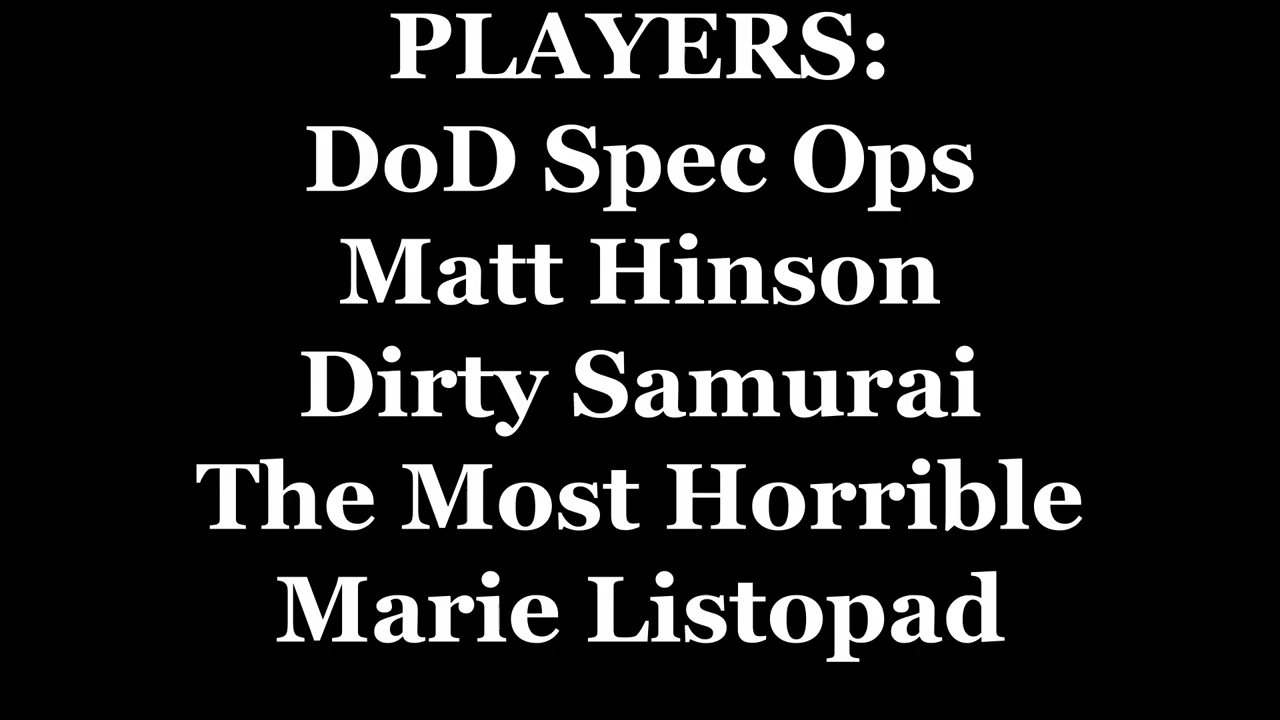 PLAYERS:
DoD Spec Ops
Matt Hinson
Dirty Samurai
The Most Horrible
Marie Listopad